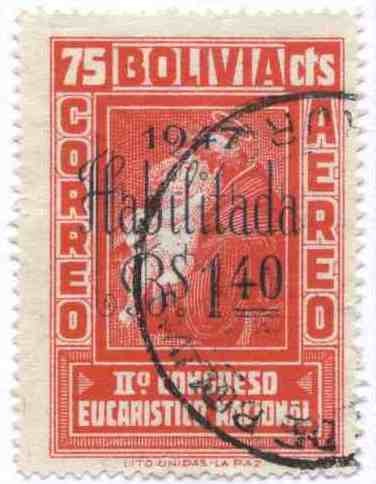 75 BOLIVIA cts
CORREO
AEREO
1947
Habilitada
Bs. 1.40
IIº CONGRESO
EUCARISTICO NACIONAL
LITO. UNIDAS-LA PAZ